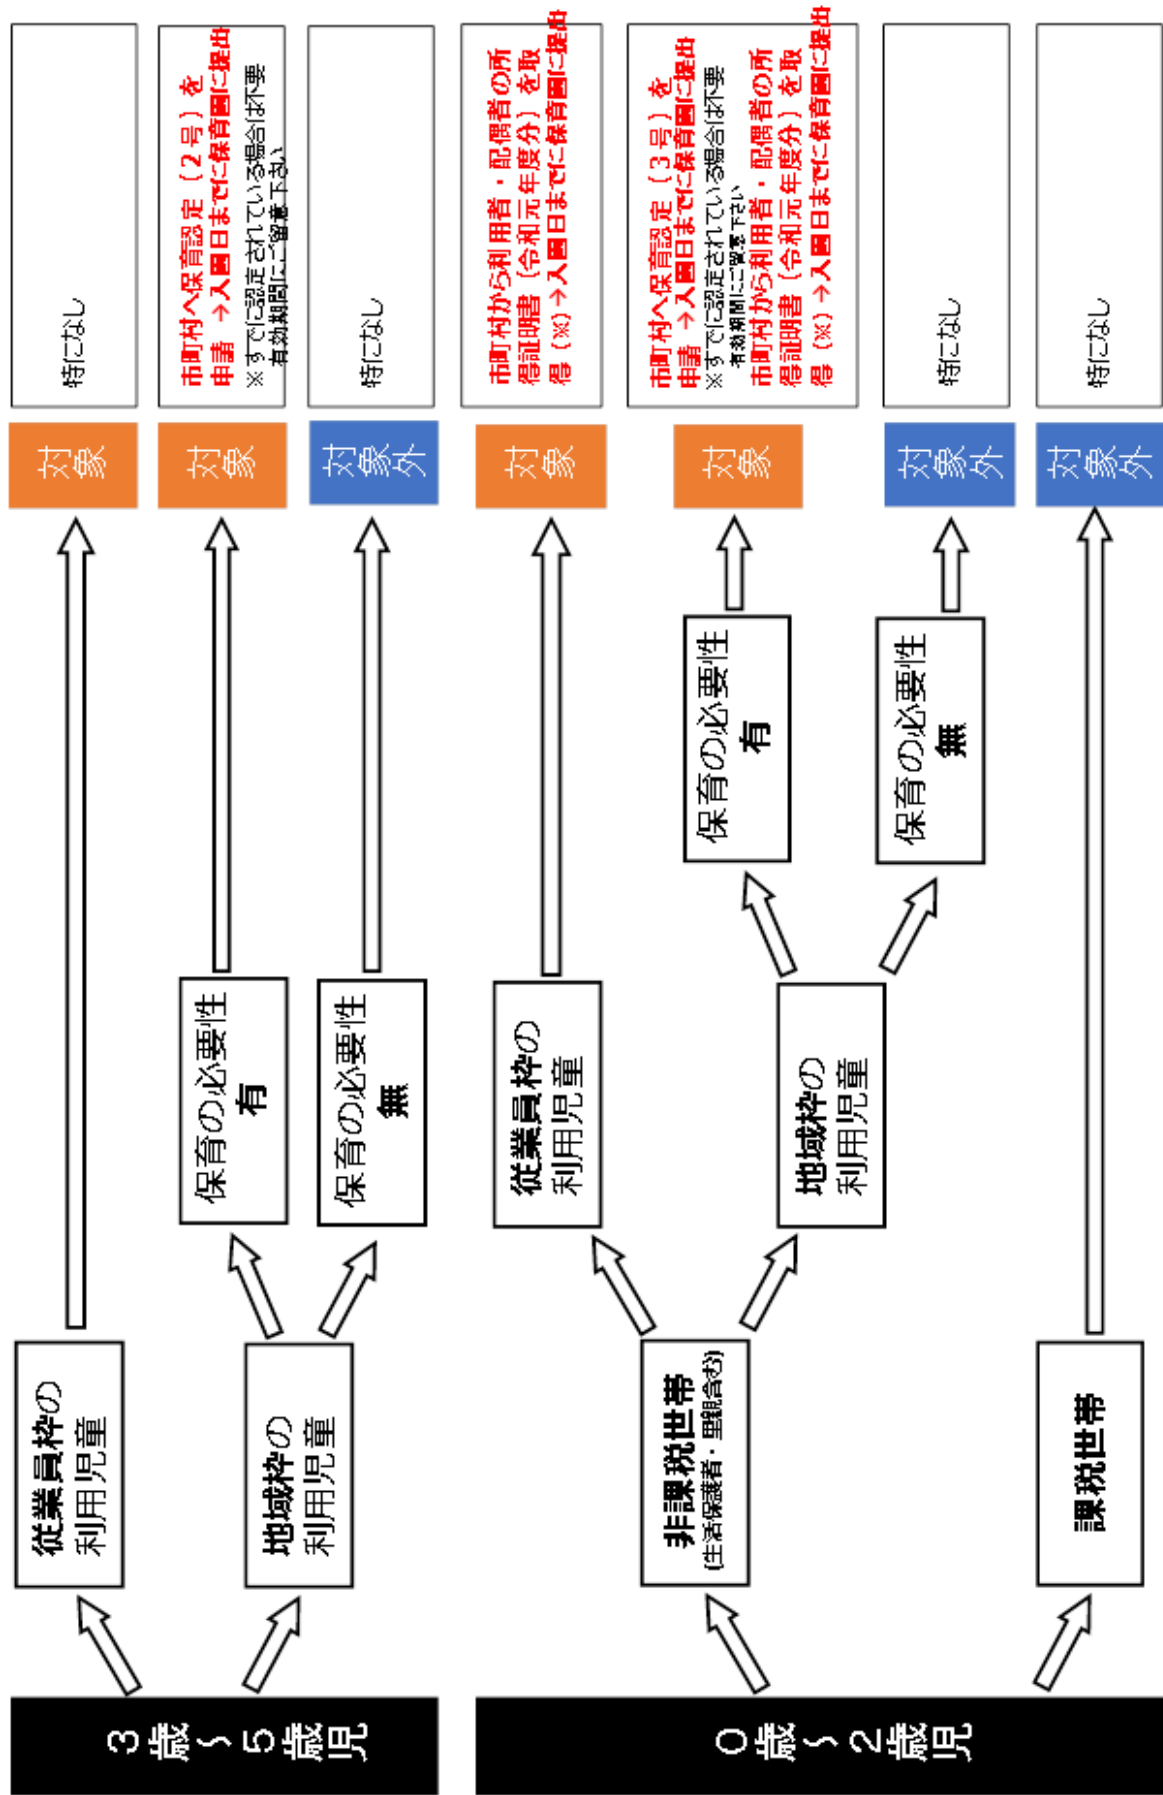 3歳〜5歳児
従業員枠の
利用児童
対象
特になし
地域枠の
利用児童
保育の必要性
有
対象
市町村へ保育認定（2号）を
申請 → 入園日までに保育園に提出
※すでに認定されている場合は不要
有効期間にご留意下さい
保育の必要性
無
対象外
特になし
0歳〜2歳児
非課税世帯
(生活保護者・里親含む)
従業員枠の
利用児童
対象
市町村から利用者・配偶者の所
得証明書（令和元年度分）を取
得（※）→ 入園日までに保育園に提出
地域枠の
利用児童
保育の必要性
有
対象
市町村へ保育認定（3号）を
申請 → 入園日までに保育園に提出
※すでに認定されている場合は不要
有効期間にご留意下さい
市町村から利用者・配偶者の所
得証明書（令和元年度分）を取
得（※）→ 入園日までに保育園に提出
保育の必要性
無
対象外
特になし
課税世帯
対象外
特になし